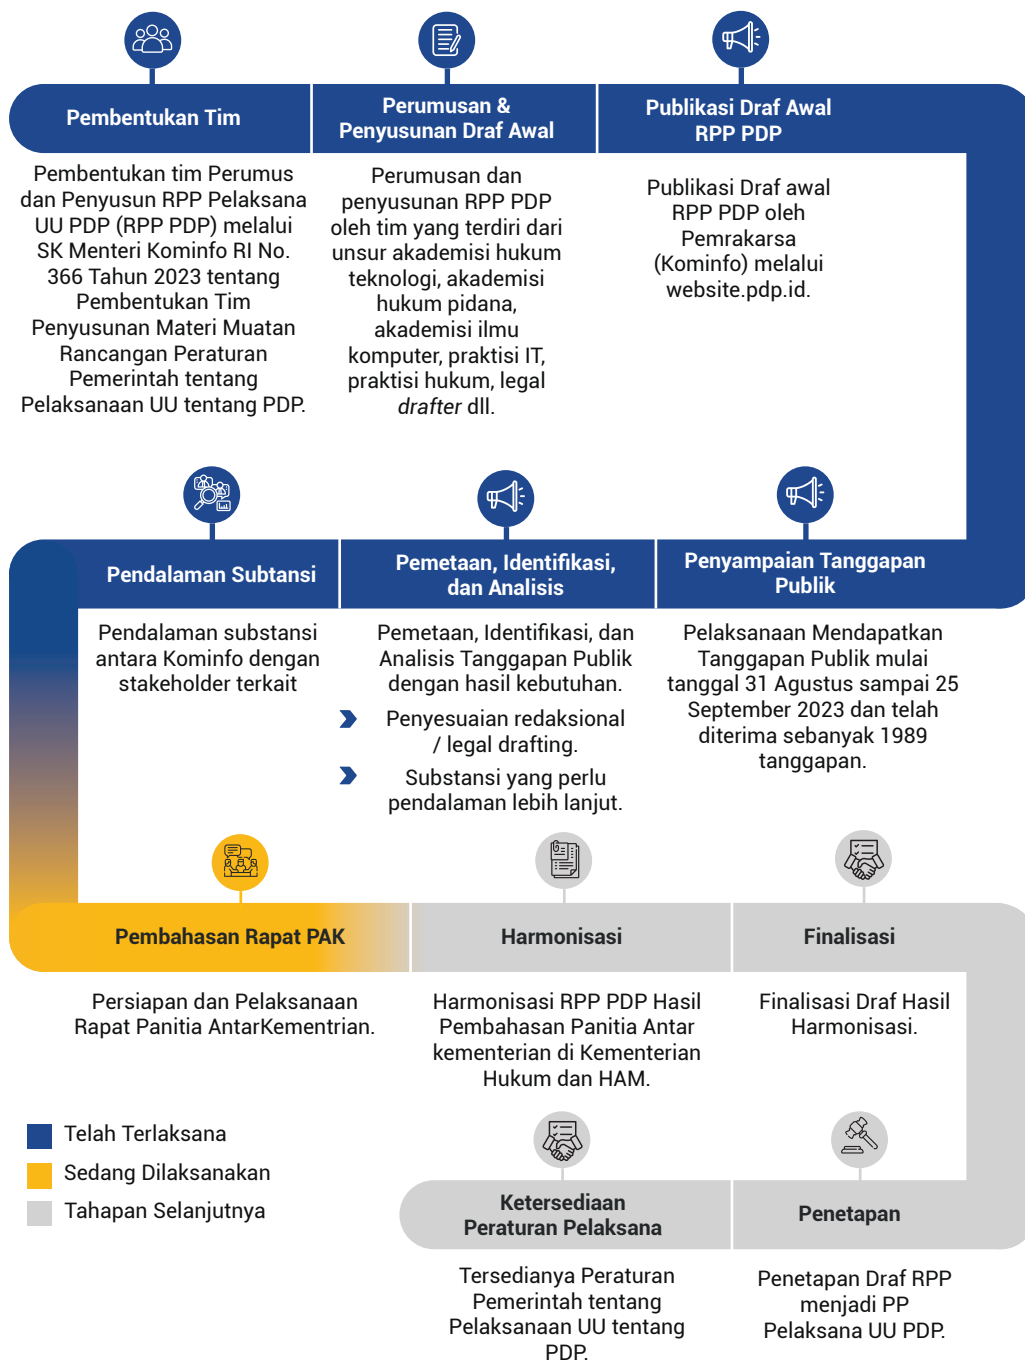 Pembentukan Tim
Pembentukan tim Perumus
dan Penyusun RPP Pelaksana
UU PDP (RPP PDP) melalui
SK Menteri Kominfo RI No.
366 Tahun 2023 tentang
Pembentukan Tim
Penyusunan Materi Muatan
Rancangan Peraturan
Pemerintah tentang
Pelaksanaan UU tentang PDP.
Perumusan &
Penyusunan Draf Awal
Perumusan dan
penyusunan RPP PDP
oleh tim yang terdiri dari
unsur akademisi hukum
teknologi, akademisi
hukum pidana,
akademisi ilmu
komputer, praktisi IT,
praktisi hukum, legal
drafter dll.
Publikasi Draf Awal
RPP PDP
Publikasi Draf awal
RPP PDP oleh
Pemrakarsa
(Kominfo) melalui
website.pdp.id.
Penyampaian Tanggapan
Publik
Pelaksanaan Mendapatkan
Tanggapan Publik mulai
tanggal 31 Agustus sampai 25
September 2023 dan telah
diterima sebanyak 1989
tanggapan.
Pemetaan, Identifikasi,
dan Analisis
Pemetaan, Identifikasi, dan
Analisis Tanggapan Publik
dengan hasil kebutuhan.
Penyesuaian redaksional
/ legal drafting.
Substansi yang perlu
pendalaman lebih lanjut.
Pendalaman Subtansi
Pendalaman substansi
antara Kominfo dengan
stakeholder terkait
Pembahasan Rapat PAK
Persiapan dan Pelaksanaan
Rapat Panitia AntarKementrian.
Harmonisasi
Harmonisasi RPP PDP Hasil
Pembahasan Panitia Antar
kementerian di Kementerian
Hukum dan HAM.
Finalisasi
Finalisasi Draf Hasil
Harmonisasi.
Penetapan
Penetapan Draf RPP
menjadi PP
Pelaksana UU PDP.
Ketersediaan
Peraturan Pelaksana
Tersedianya Peraturan
Pemerintah tentang
Pelaksanaan UU tentang
PDP.
Telah Terlaksana
Sedang Dilaksanakan
Tahapan Selanjutnya